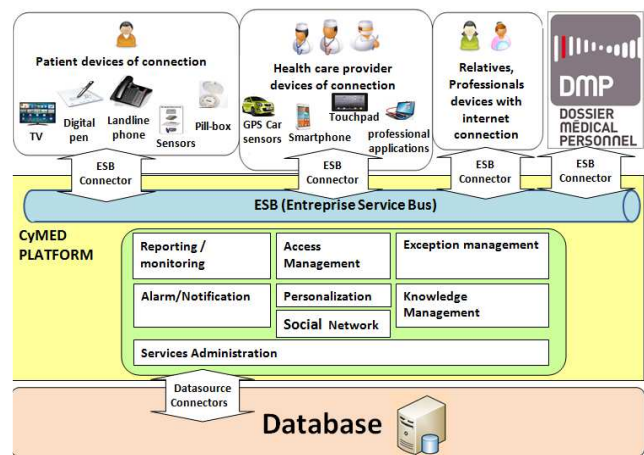 Patient devices of connection
TV
Digital
pen
Landline
phone
Sensors
Pill-box
Health care provider
devices of connection
GPS Car
sensors
Smartphone
Touchpad
professional
applications
Relatives,
Professionals
devices with
internet
connection
DMP
DOSSIER
MÉDICAL
PERSONNEL
ESB
Connector
ESB
Connector
ESB
Connector
ESB
Connector
ESB (Entreprise Service Bus)
CyMED
PLATFORM
Reporting /
monitoring
Access
Management
Exception management
Alarm/Notification
Personalization
Knowledge
Management
Social Network
Services Administration
Datasource
Connectors
Database